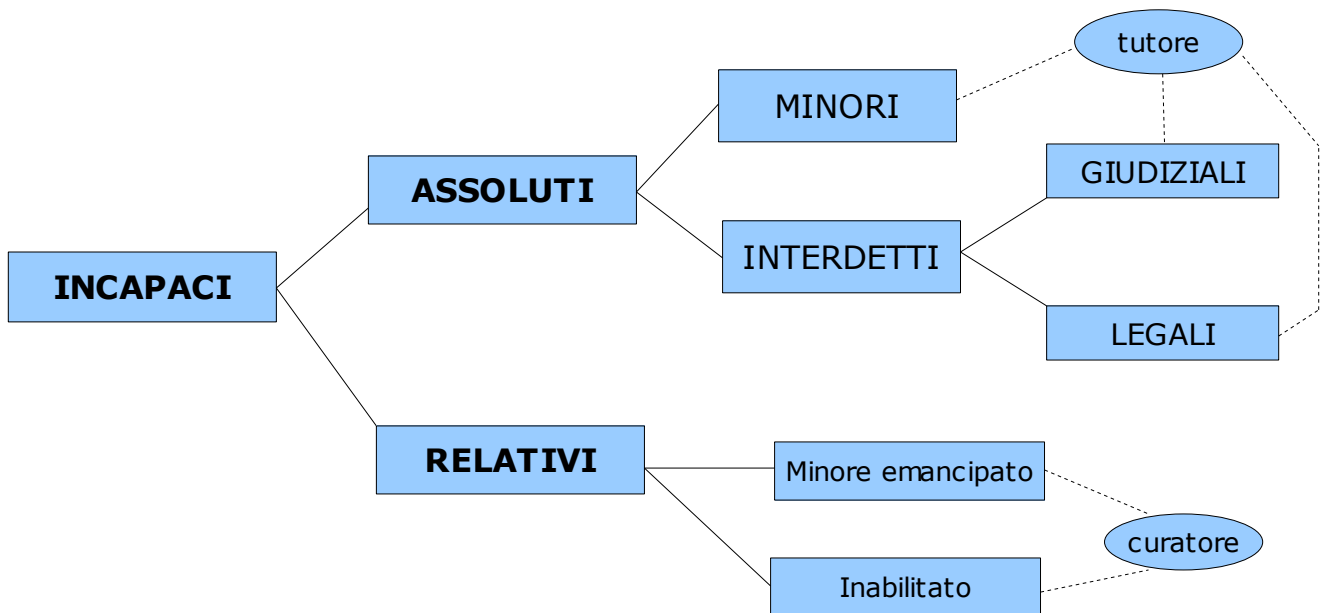 tutore
MINORI
GIUDIZIALI
ASSOLUTI
INTERDETTI
INCAPACI
LEGALI
RELATIVI
Minore emancipato
curatore
Inabilitato